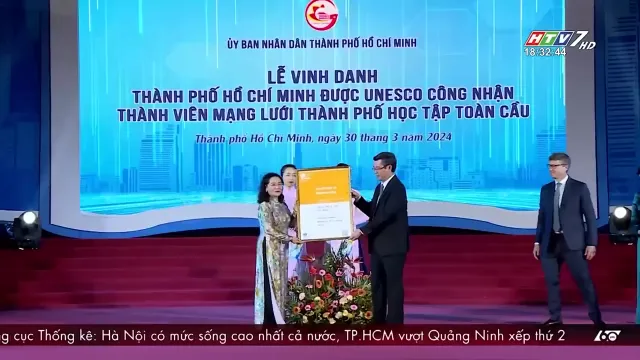 ỦY BAN NHÂN DÂN THÀNH PHỐ HỒ CHÍ MINH
HTV7 HD
18:32:44
LỄ VINH DANH
THÀNH PHỐ HỒ CHÍ MINH ĐƯỢC UNESCO CÔNG NHẬN
THÀNH VIÊN MẠNG LƯỚI THÀNH PHỐ HỌC TẬP TOÀN CẦU
Thành phố Hồ Chí Minh, ngày 30 tháng 3 năm 2024
cục Thống kê: Hà Nội có mức sống cao nhất cả nước, TP.HCM vượt Quảng Ninh xếp thứ 2